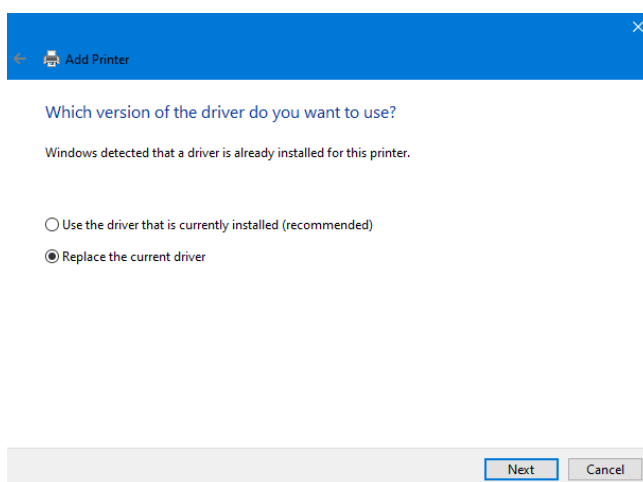 Add Printer
Which version of the driver do you want to use?
Windows detected that a driver is already installed for this printer.
Use the driver that is currently installed (recommended)
Replace the current driver
Next Cancel